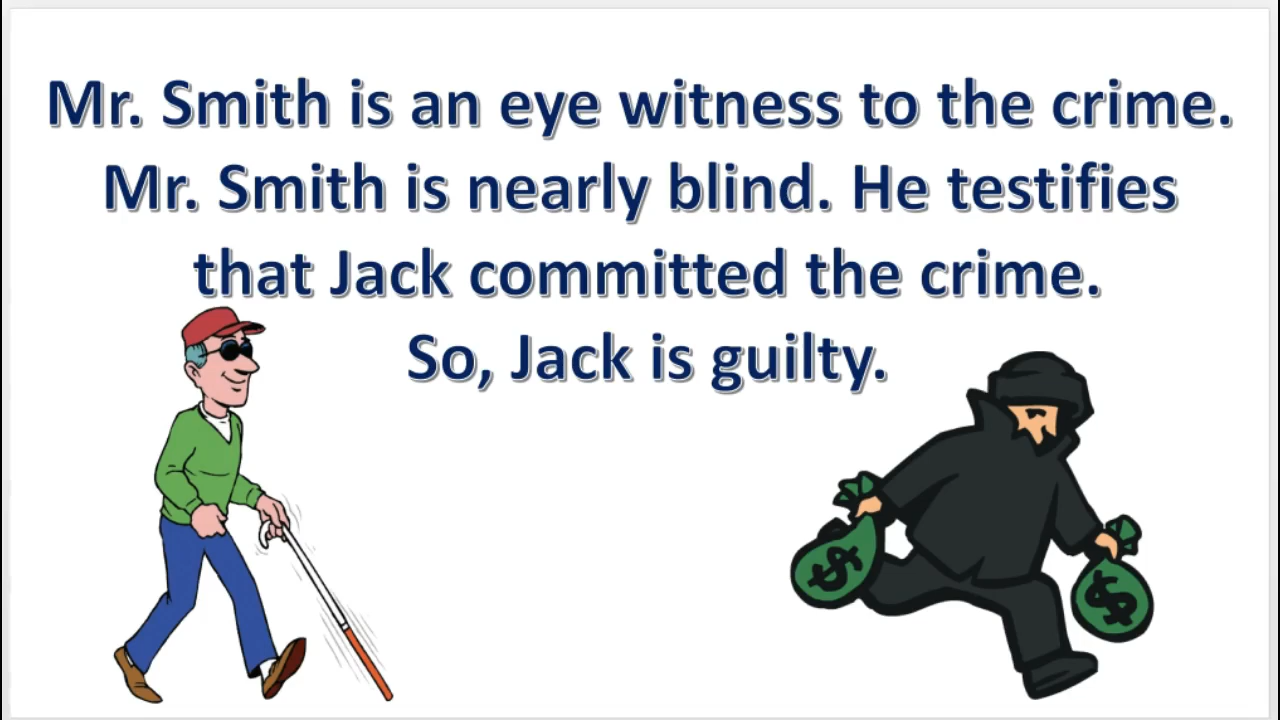 Mr. Smith is an eye witness to the crime.
Mr. Smith is nearly blind. He testifies
that Jack committed the crime.
So, Jack is guilty.
$
$